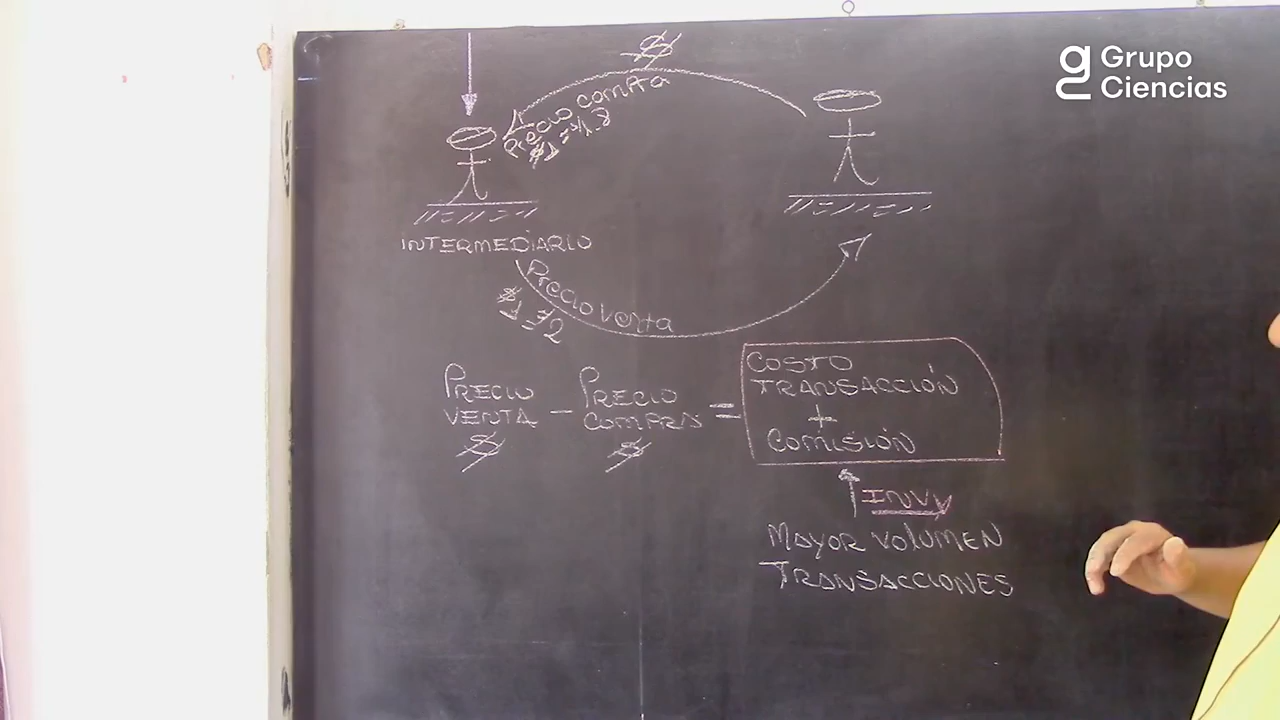 Grupo
Ciencias
$
Precio compra
$1 = s/1.8
INTERMEDIARIO
Precio venta
$1 = 2
PRECIO VENTA $ − PRECIO COMPRA $ = COSTO TRANSACCIÓN + COMISIÓN
MAYOR VOLUMEN
TRANSACCIONES